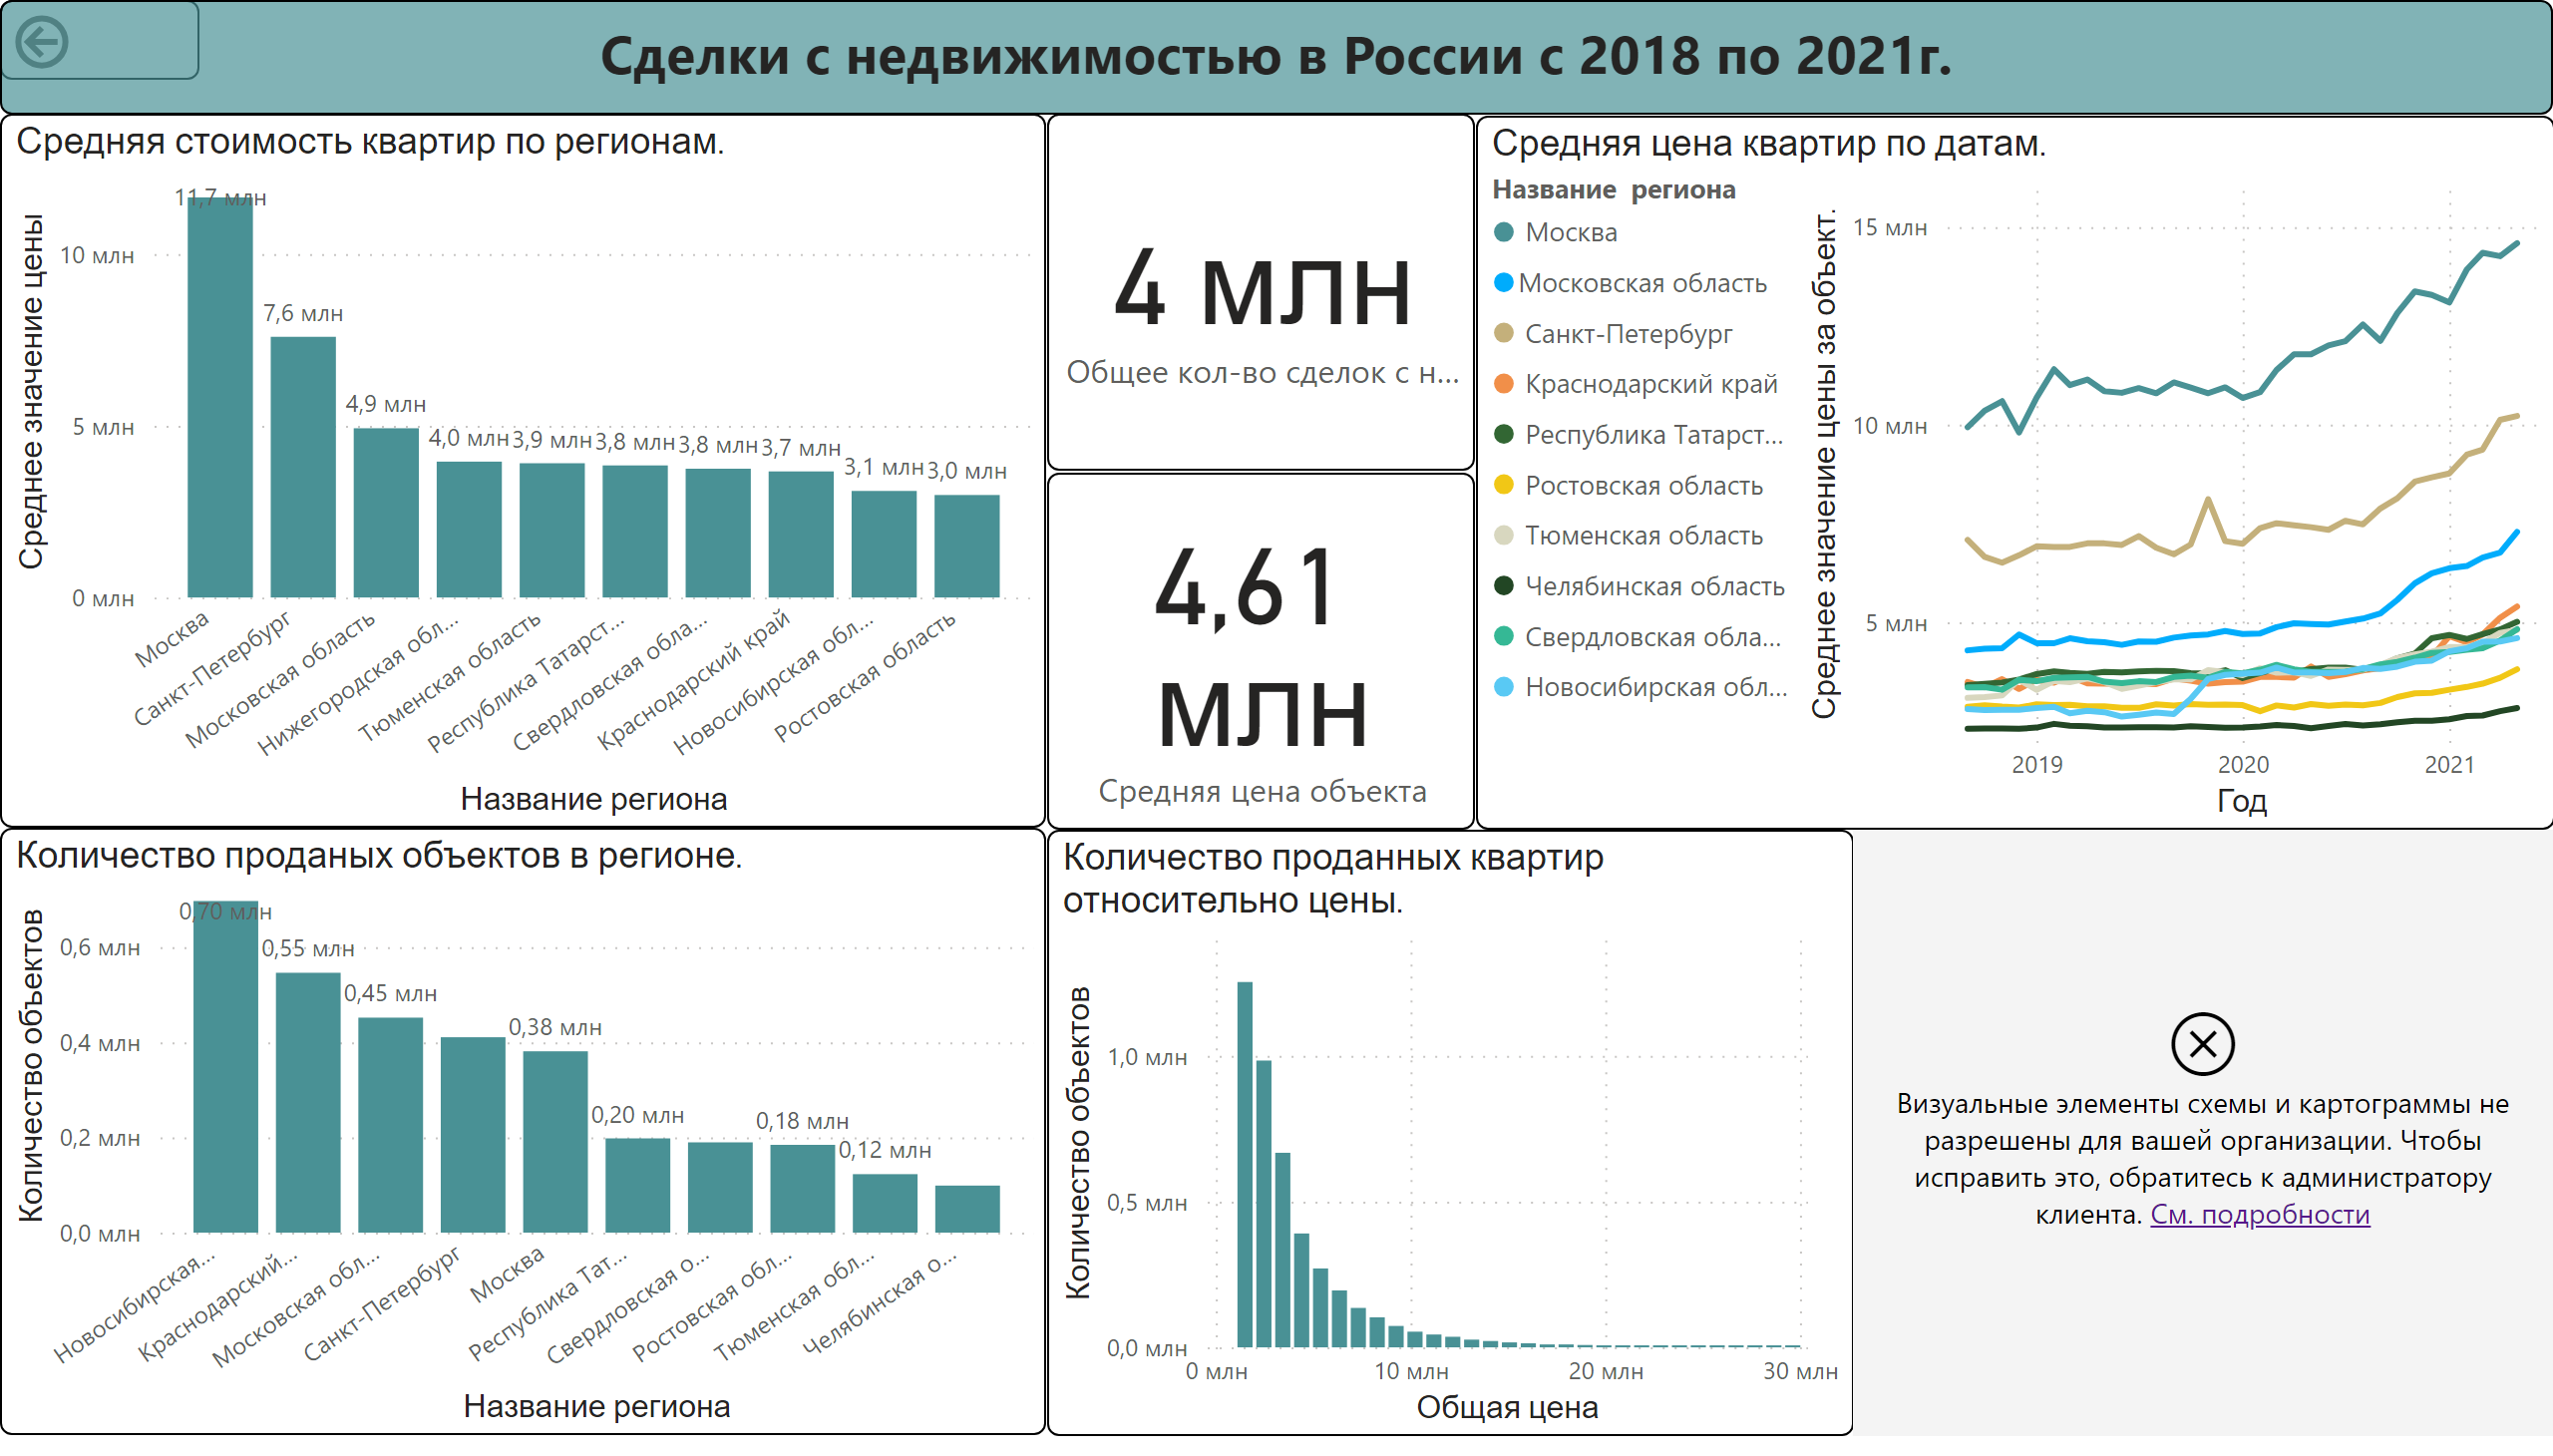 Сделки с недвижимостью в России с 2018 по 2021г.
Средняя стоимость квартир по регионам.
Среднее значение цены
10 млн
5 млн
0 млн
11,7 млн
7,6 млн
4,9 млн
4,0 млн
3,9 млн
3,8 млн
3,8 млн
3,7 млн
3,1 млн
3,0 млн
Москва
Санкт-Петербург
Московская область
Нижегородская обл...
Тюменская область
Республика Татарст...
Свердловская обла...
Краснодарский край
Новосибирская обл...
Ростовская область
Название региона
4 млн
Общее кол-во сделок с н...
4,61
млн
Средняя цена объекта
Средняя цена квартир по датам.
Название региона
Москва
Московская область
Санкт-Петербург
Краснодарский край
Республика Татарст...
Ростовская область
Тюменская область
Челябинская область
Свердловская обла...
Новосибирская обл...
Среднее значение цены за объект.
15 млн
10 млн
5 млн
2019
2020
2021
Год
Количество проданых объектов в регионе.
Количество объектов
0,6 млн
0,4 млн
0,2 млн
0,0 млн
0,70 млн
0,55 млн
0,45 млн
0,38 млн
0,20 млн
0,18 млн
0,12 млн
Новосибирская...
Краснодарский...
Московская обл...
Санкт-Петербург
Москва
Республика Тат...
Свердловская о...
Ростовская обл...
Тюменская обл...
Челябинская о...
Название региона
Количество проданных квартир
относительно цены.
Количество объектов
1,0 млн
0,5 млн
0,0 млн
0 млн
10 млн
20 млн
30 млн
Общая цена
Визуальные элементы схемы и картограммы не
разрешены для вашей организации. Чтобы
исправить это, обратитесь к администратору
клиента. См. подробности